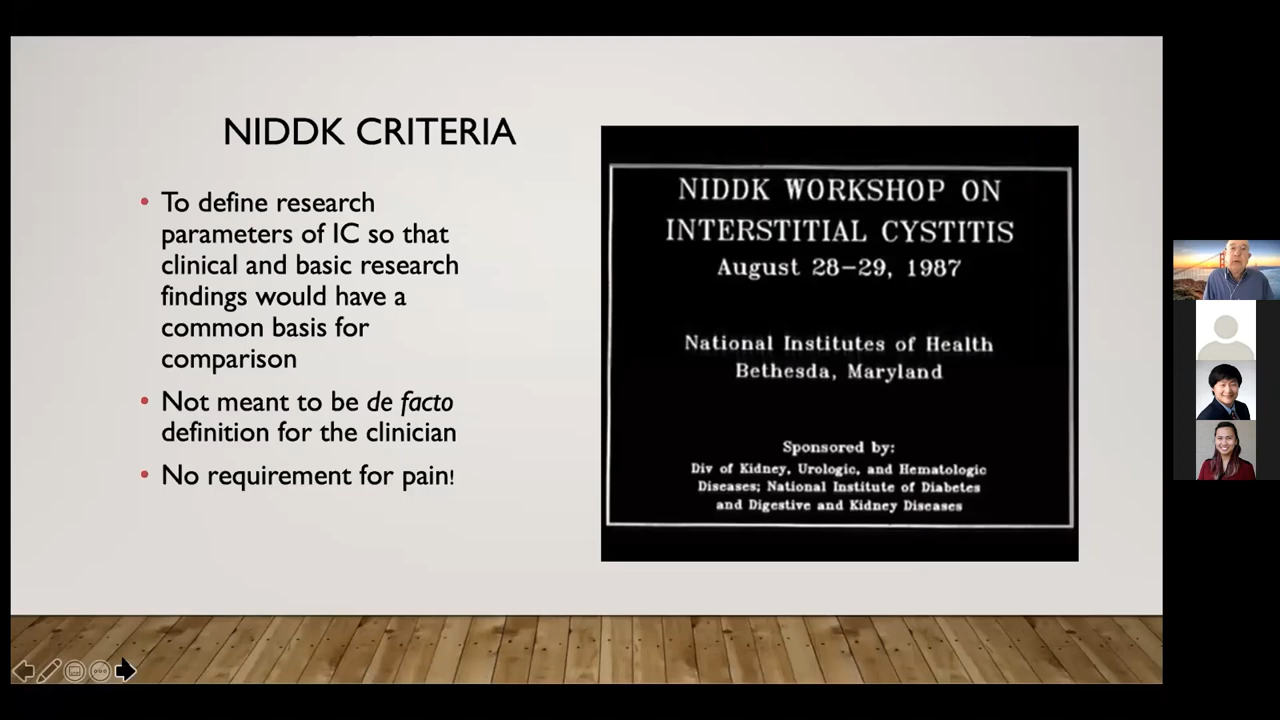 NIDDK CRITERIA
• To define research
parameters of IC so that
clinical and basic research
findings would have a
common basis for
comparison
• Not meant to be de facto
definition for the clinician
• No requirement for pain!
NIDDK WORKSHOP ON
INTERSTITIAL CYSTITIS
August 28-29, 1987
National Institutes of Health
Bethesda, Maryland
Sponsored by:
Div of Kidney, Urologic, and Hematologic
Diseases; National Institute of Diabetes
and Digestive and Kidney Diseases